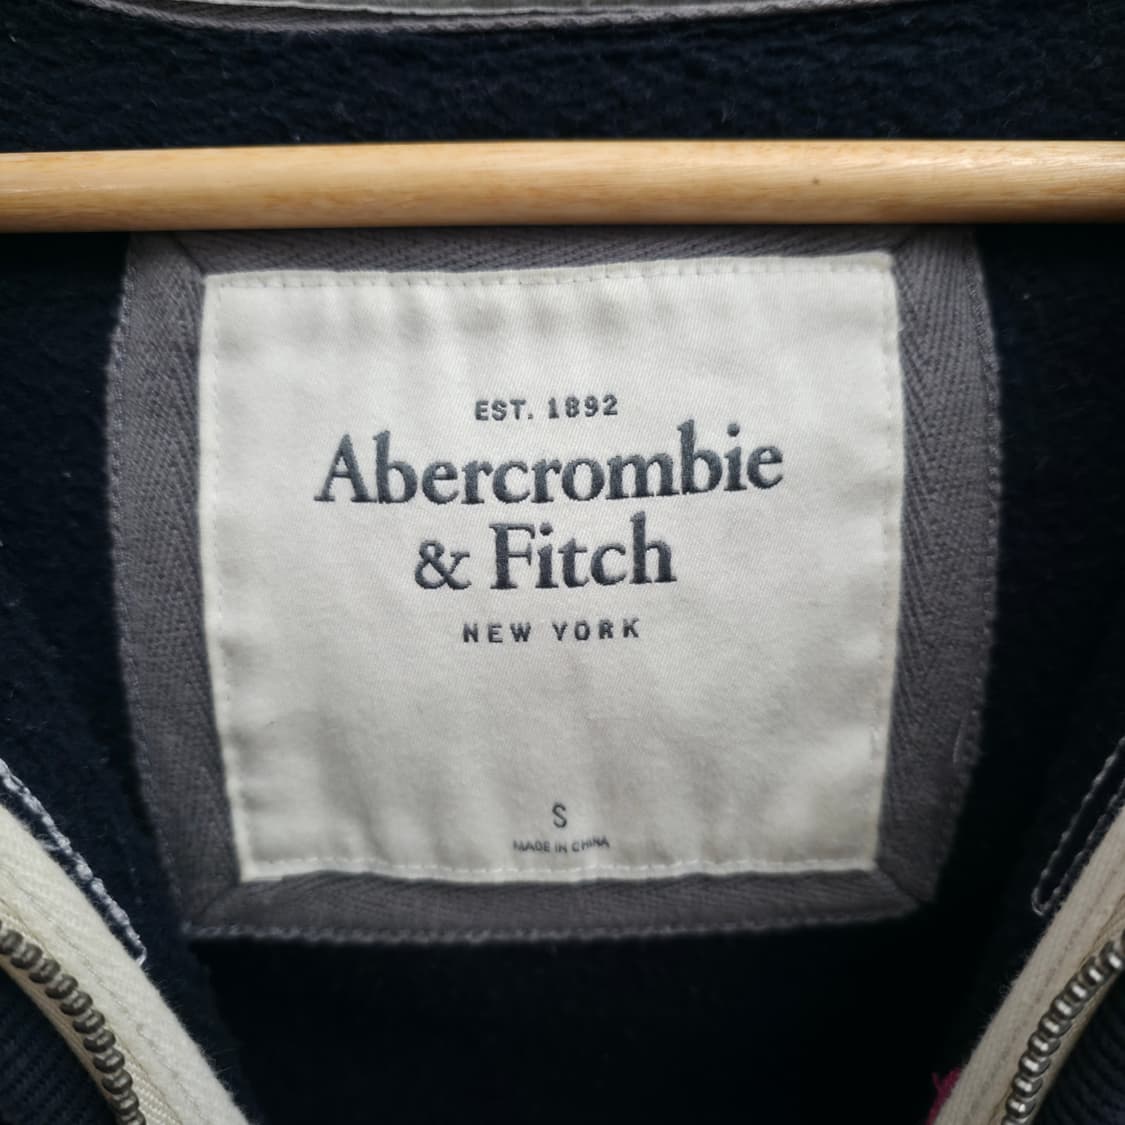 EST. 1892
Abercrombie
& Fitch
NEW YORK
S
MADE IN CHINA